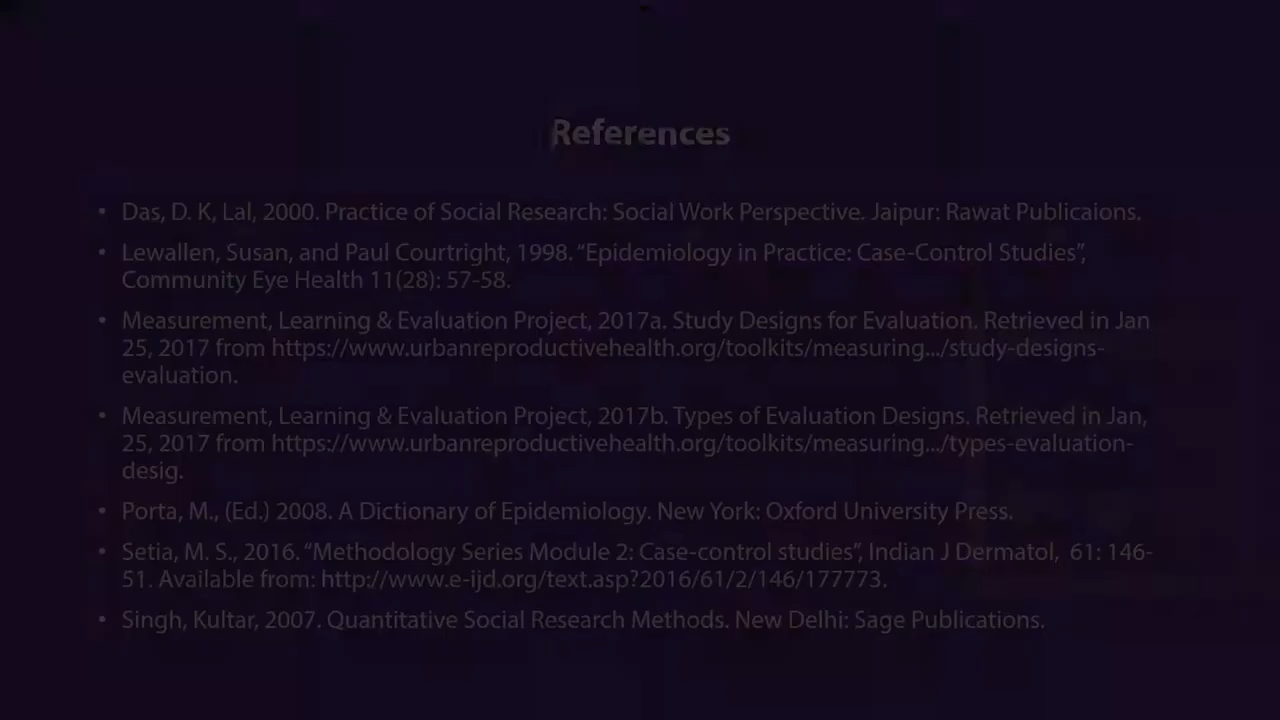 References
• Das, D. K, Lal, 2000. Practice of Social Research: Social Work Perspective. Jaipur: Rawat Publicaions.
• Lewallen, Susan, and Paul Courtright, 1998. “Epidemiology in Practice: Case-Control Studies”,
Community Eye Health 11(28): 57-58.
• Measurement, Learning & Evaluation Project, 2017a. Study Designs for Evaluation. Retrieved in Jan
25, 2017 from https://www.urbanreproductivehealth.org/toolkits/measuring.../study-designs-
evaluation.
• Measurement, Learning & Evaluation Project, 2017b. Types of Evaluation Designs. Retrieved in Jan,
25, 2017 from https://www.urbanreproductivehealth.org/toolkits/measuring.../types-evaluation-
desig.
• Porta, M., (Ed.) 2008. A Dictionary of Epidemiology. New York: Oxford University Press.
• Setia, M. S., 2016. “Methodology Series Module 2: Case-control studies”, Indian J Dermatol, 61: 146-
51. Available from: http://www.e-ijd.org/text.asp?2016/61/2/146/177773.
• Singh, Kultar, 2007. Quantitative Social Research Methods. New Delhi: Sage Publications.